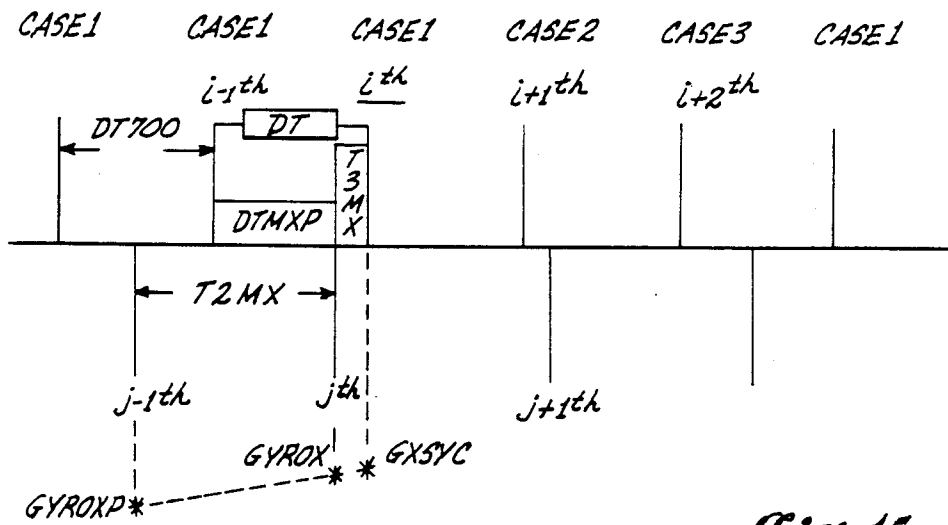 CASE1 CASE1 CASE1 CASE2 CASE3 CASE1
i-1th ith i+1th i+2th
DT700 DT
T3MX
DTMXP
T2MX
j-1th jth j+1th
GYROX GXSYC
GYROXP